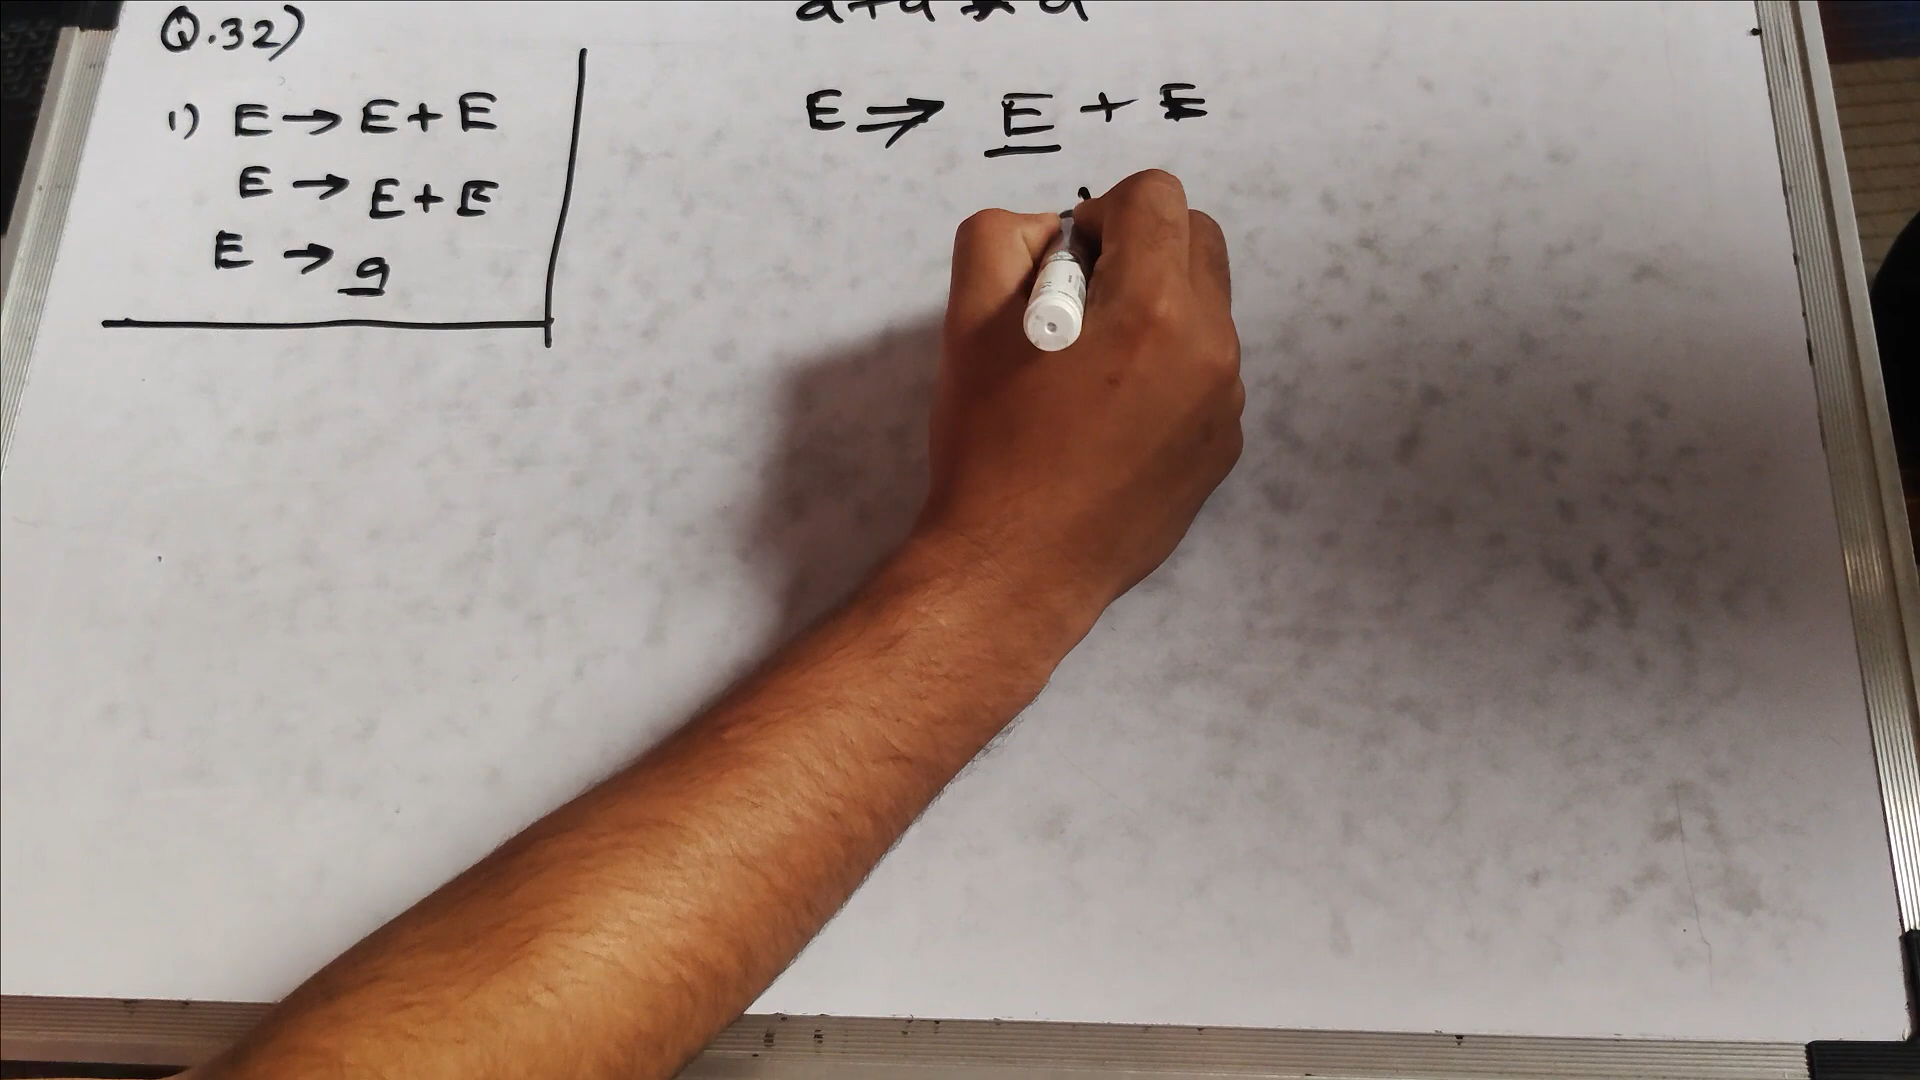 Q.32)
1) E → E + E
E → E + E
E → a
a + a * a
E ⇒ E + E